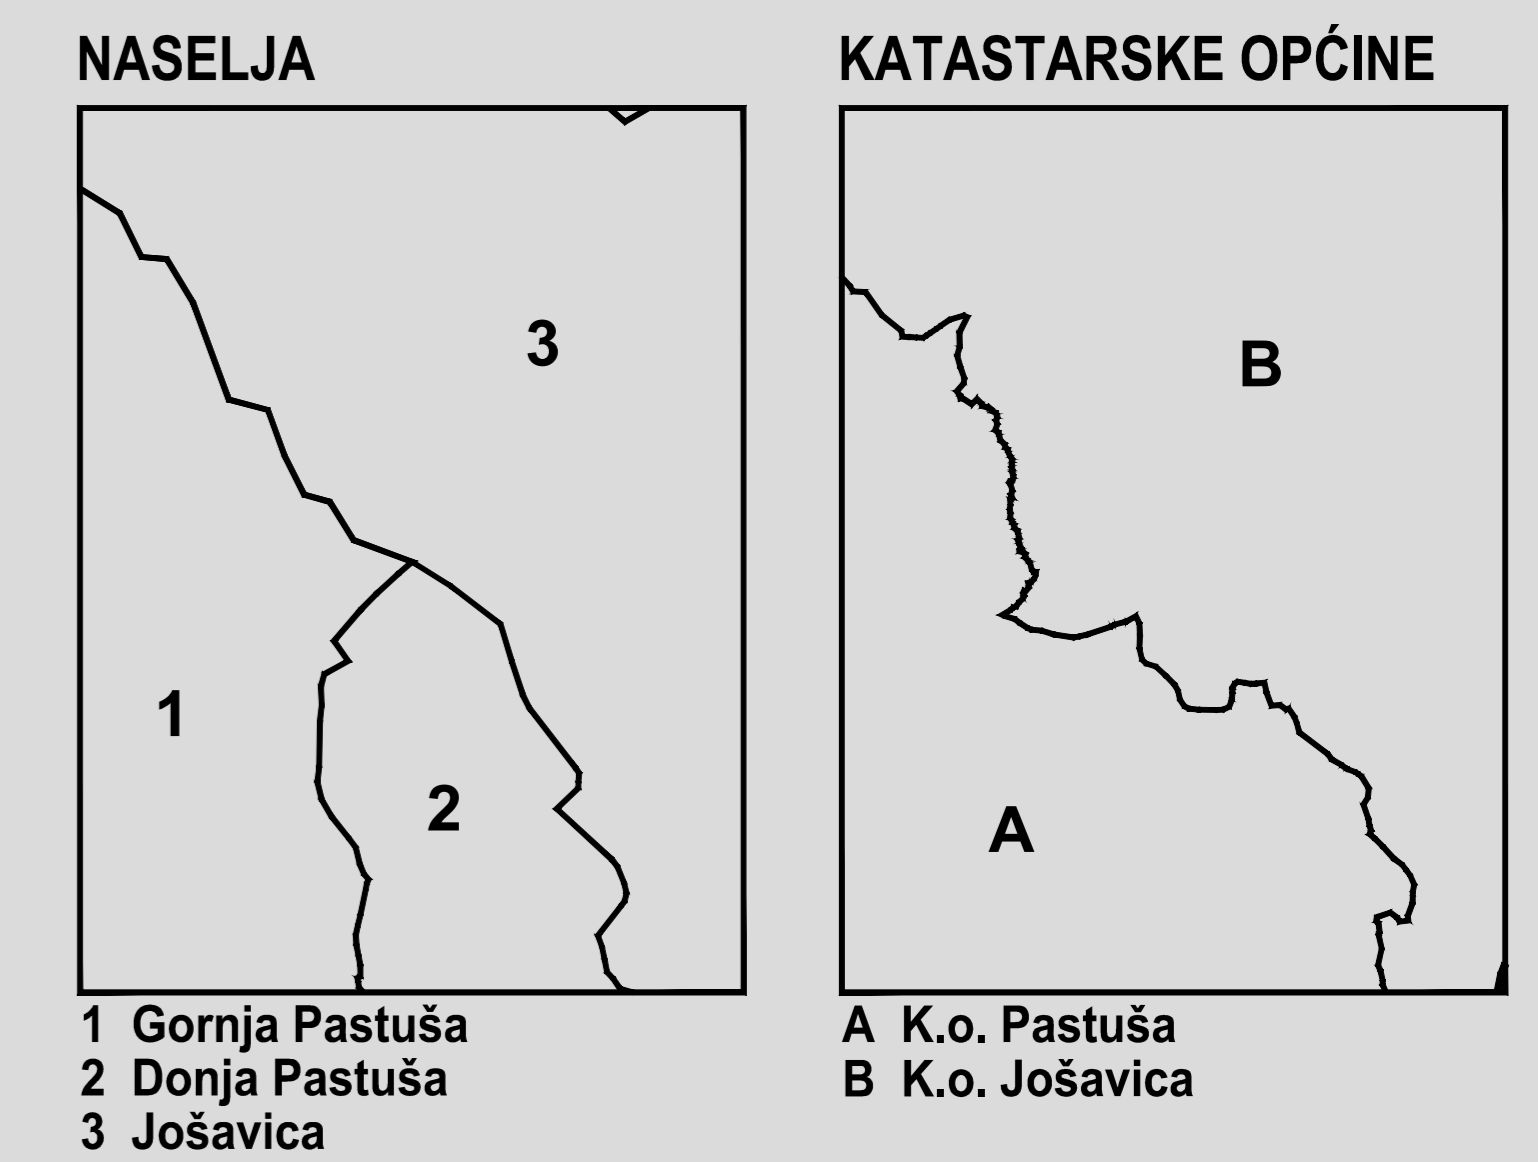 NASELJA
3
1
2
1 Gornja Pastuša
2 Donja Pastuša
3 Jošavica
KATASTARSKE OPĆINE
B
A
A K.o. Pastuša
B K.o. Jošavica